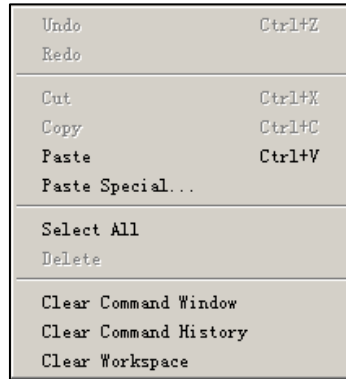 Undo Ctrl+Z
Redo
Cut Ctrl+X
Copy Ctrl+C
Paste Ctrl+V
Paste Special...
Select All
Delete
Clear Command Window
Clear Command History
Clear Workspace